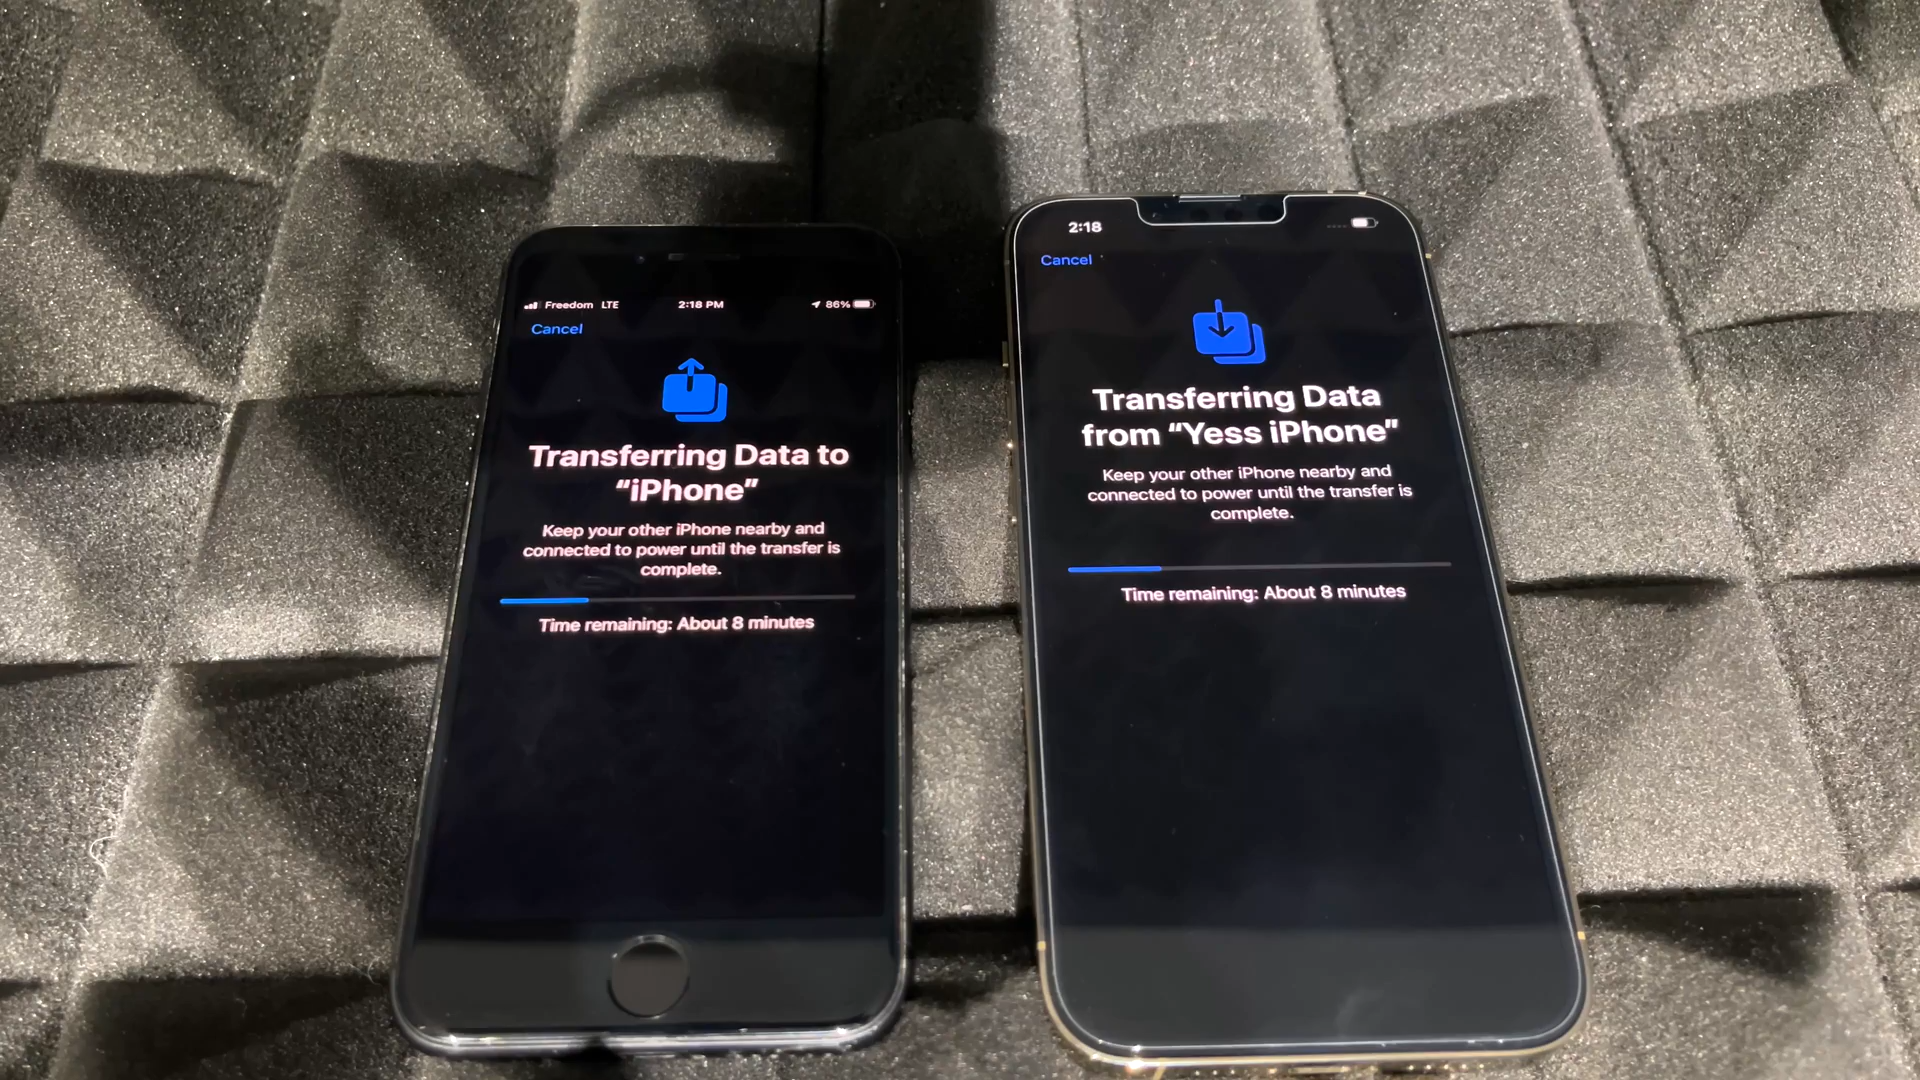 Freedom LTE 2:18 PM 86%
Cancel
Transferring Data to
“iPhone”
Keep your other iPhone nearby and
connected to power until the transfer is
complete.
Time remaining: About 8 minutes
2:18
Cancel
Transferring Data
from “Yess iPhone”
Keep your other iPhone nearby and
connected to power until the transfer is
complete.
Time remaining: About 8 minutes